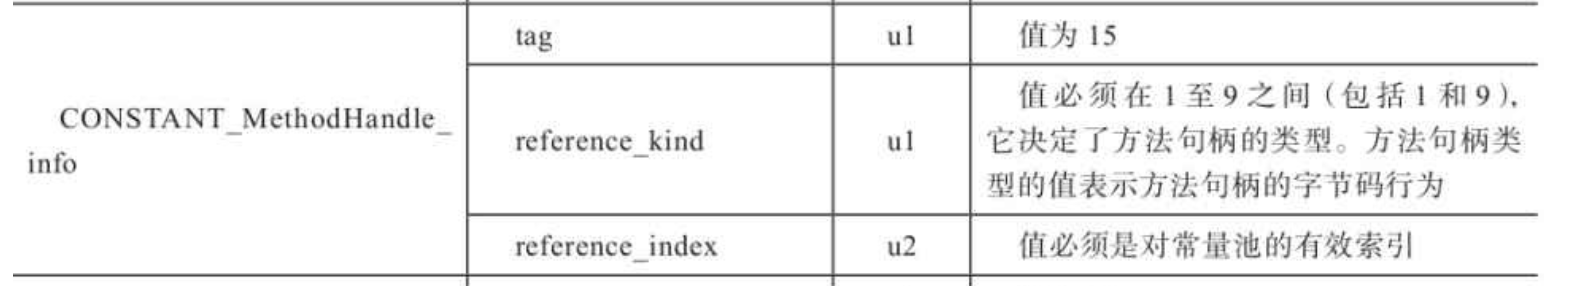 tag u1 值为 15
CONSTANT_MethodHandle_
info
reference_kind u1 值必须在 1 至 9 之间（包括 1 和 9），
它决定了方法句柄的类型。方法句柄类
型的值表示方法句柄的字节码行为
reference_index u2 值必须是对常量池的有效索引